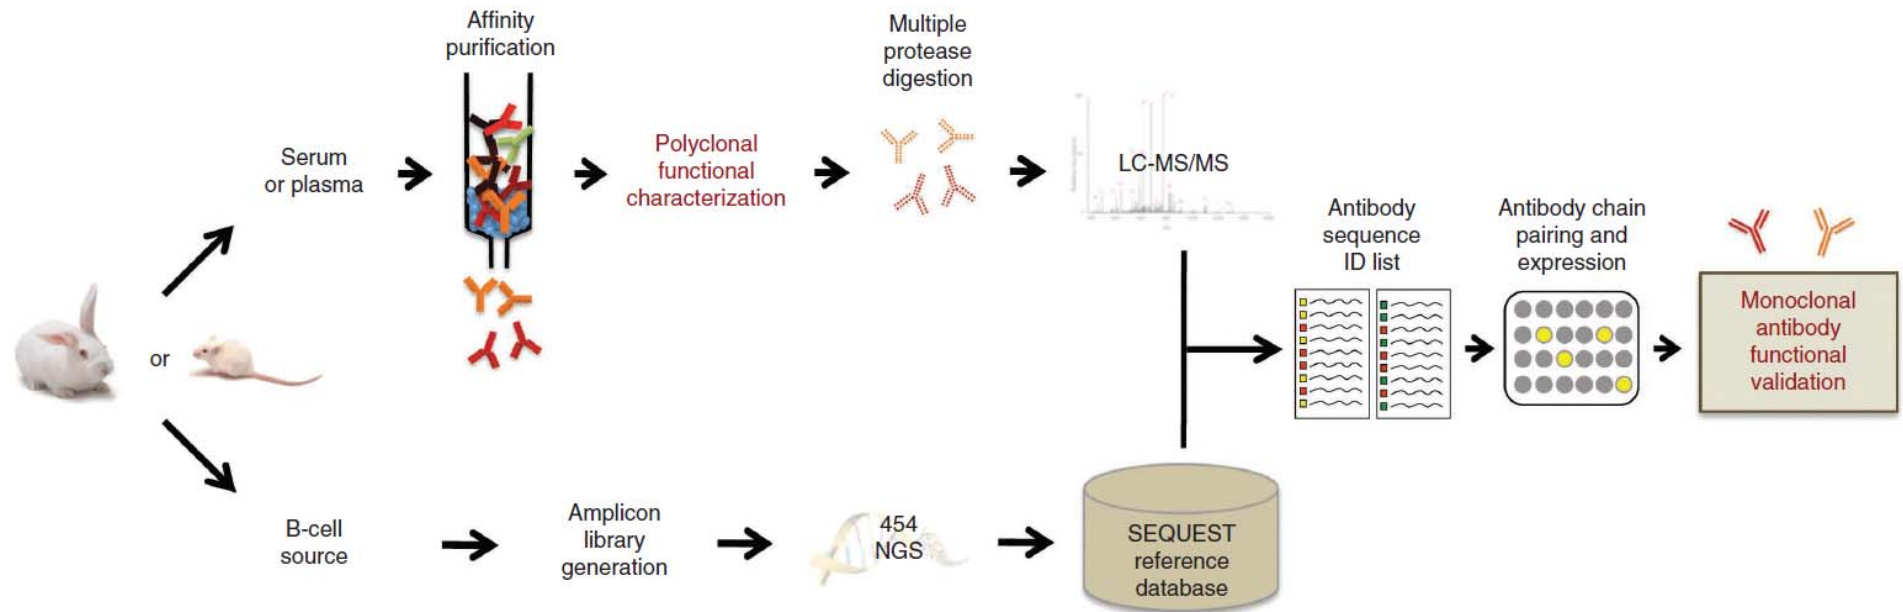 Affinity
purification
Multiple
protease
digestion
Serum
or plasma
Polyclonal
functional
characterization
LC-MS/MS
Antibody
sequence
ID list
Antibody chain
pairing and
expression
Monoclonal
antibody
functional
validation
or
B-cell
source
Amplicon
library
generation
454
NGS
SEQUEST
reference
database